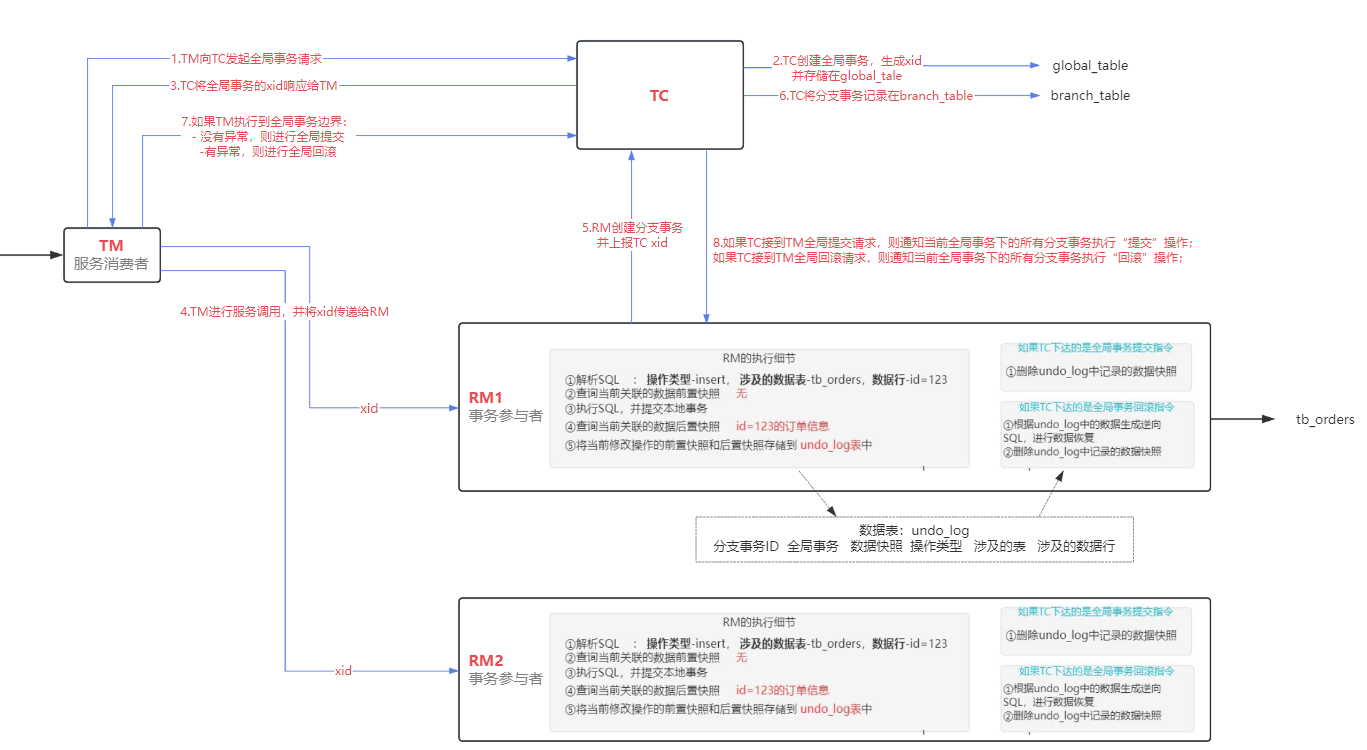 1.TM向TC发起全局事务请求
3.TC将全局事务的xid响应给TM
7.如果TM执行到全局事务边界：
- 没有异常，则进行全局提交
-有异常，则进行全局回滚
TC
2.TC创建全局事务，生成xid
并存储在global_tale
global_table
6.TC将分支事务记录在branch_table
branch_table
TM
服务消费者
5.RM创建分支事务
并上报TC xid
8.如果TC接到TM全局提交请求，则通知当前全局事务下的所有分支事务执行“提交”操作；
如果TC接到TM全局回滚请求，则通知当前全局事务下的所有分支事务执行“回滚”操作；
4.TM进行服务调用，并将xid传递给RM
xid
RM1
事务参与者
RM的执行细节
①解析SQL ： 操作类型-insert， 涉及的数据表-tb_orders，数据行-id=123
②查询当前关联的数据前置快照 无
③执行SQL，并提交本地事务
④查询当前关联的数据后置快照 id=123的订单信息
⑤将当前修改操作的前置快照和后置快照存储到 undo_log表中
如果TC下达的是全局事务提交指令
①删除undo_log中记录的数据快照
如果TC下达的是全局事务回滚指令
①根据undo_log中的数据生成逆向
SQL，进行数据恢复
②删除undo_log中记录的数据快照
tb_orders
数据表：undo_log
分支事务ID 全局事务 数据快照 操作类型 涉及的表 涉及的数据行
xid
RM2
事务参与者
RM的执行细节
①解析SQL ： 操作类型-insert， 涉及的数据表-tb_orders，数据行-id=123
②查询当前关联的数据前置快照 无
③执行SQL，并提交本地事务
④查询当前关联的数据后置快照 id=123的订单信息
⑤将当前修改操作的前置快照和后置快照存储到 undo_log表中
如果TC下达的是全局事务提交指令
①删除undo_log中记录的数据快照
如果TC下达的是全局事务回滚指令
①根据undo_log中的数据生成逆向
SQL，进行数据恢复
②删除undo_log中记录的数据快照